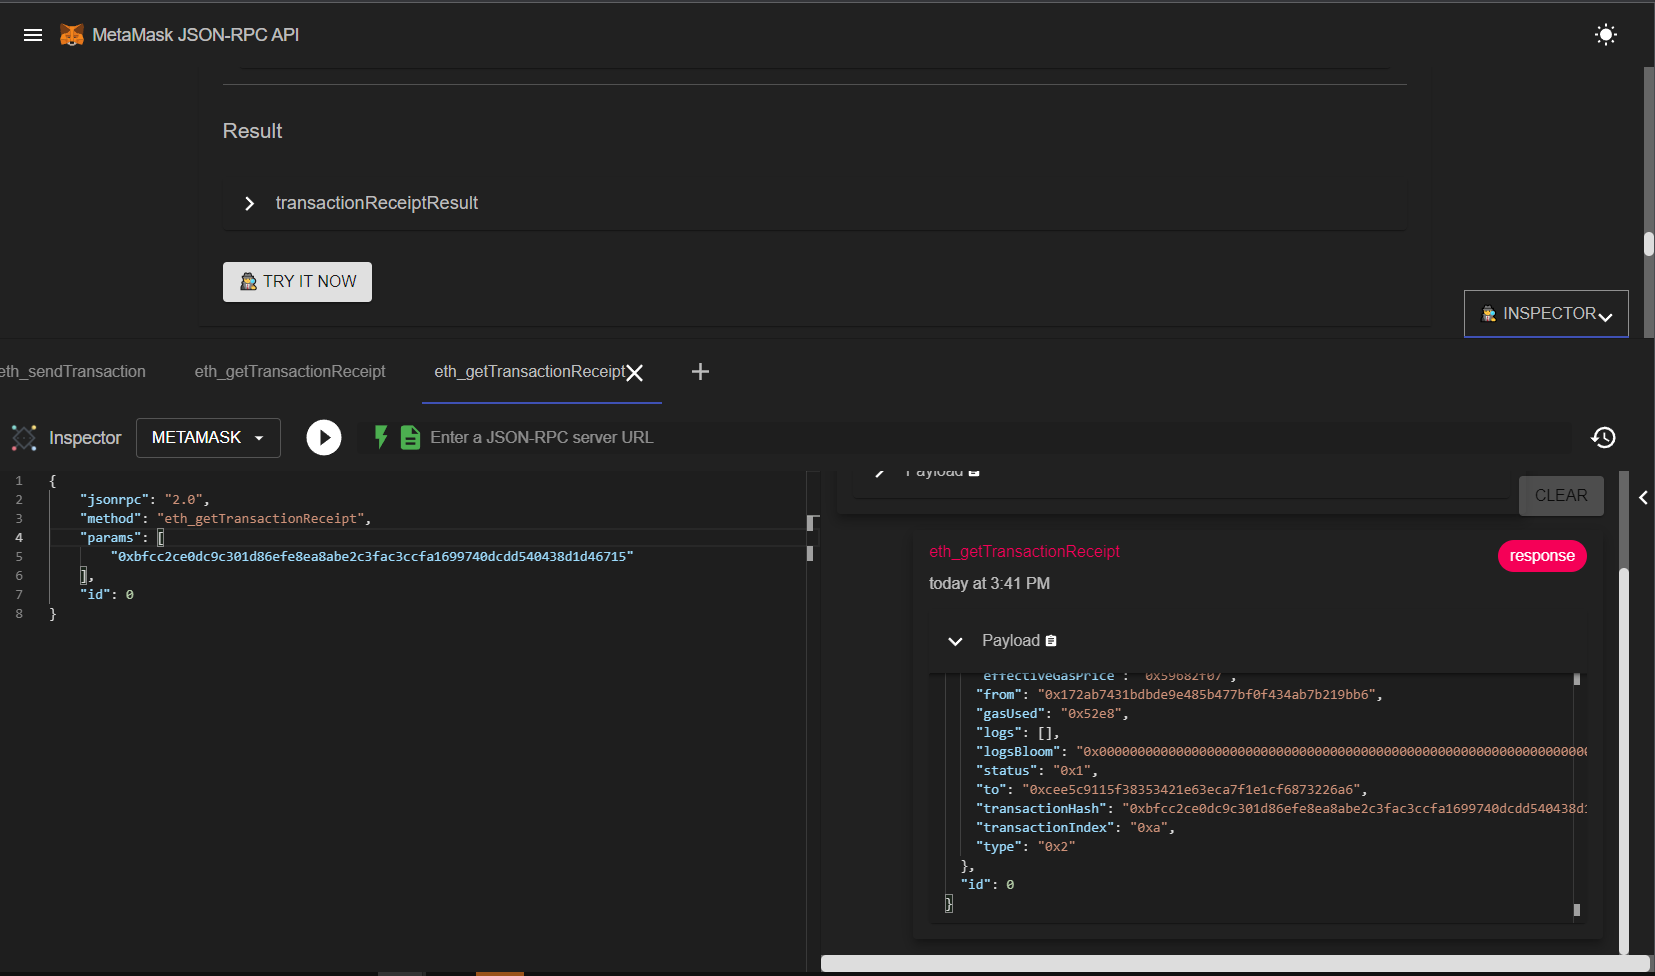 MetaMask JSON-RPC API
Result
transactionReceiptResult
TRY IT NOW
INSPECTOR
eth_sendTransaction
eth_getTransactionReceipt
eth_getTransactionReceipt
Inspector
METAMASK
Enter a JSON-RPC server URL
1 {
2 "jsonrpc": "2.0",
3 "method": "eth_getTransactionReceipt",
4 "params": [
5 "0xbfcc2ce0dc9c301d86efe8ea8abe2c3fac3ccfa1699740dcdd540438d1d46715"
6 ],
7 "id": 0
8 }
Payload
CLEAR
eth_getTransactionReceipt
response
today at 3:41 PM
Payload
"effectiveGasPrice": "0x59682f07",
"from": "0x172ab7431bdbde9e485b477bf0f434ab7b219bb6",
"gasUsed": "0x52e8",
"logs": [],
"logsBloom": "0x000000000000000000000000000000000000000000000000000000000000000
"status": "0x1",
"to": "0xcee5c9115f38353421e63eca7f1e1cf6873226a6",
"transactionHash": "0xbfcc2ce0dc9c301d86efe8ea8abe2c3fac3ccfa1699740dcdd540438d1
"transactionIndex": "0xa",
"type": "0x2"
},
"id": 0
}